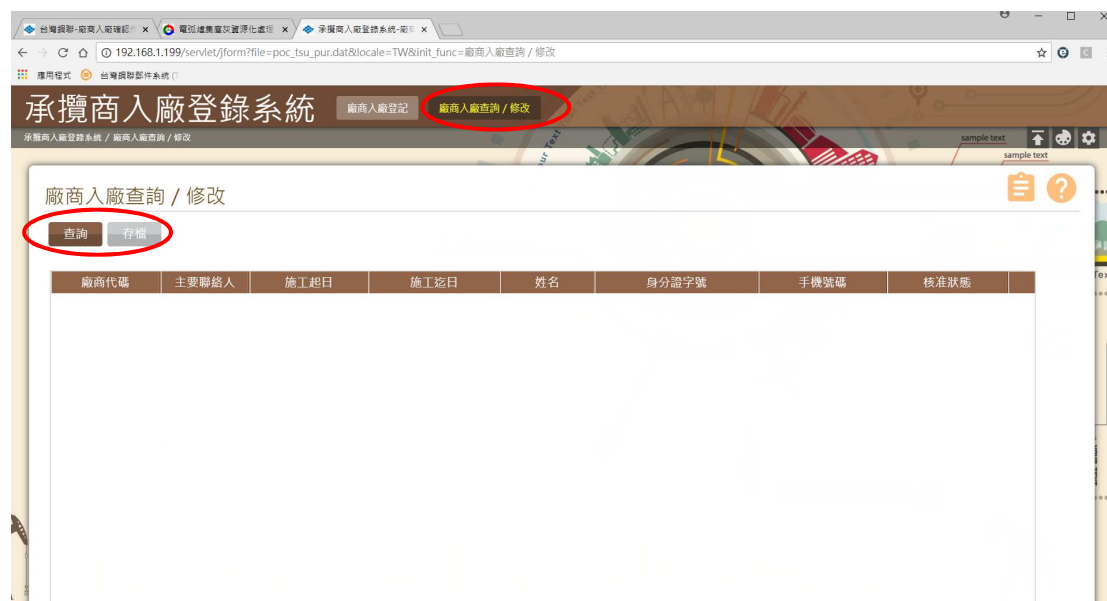 台灣鋼聯-廠商入廠確認作
電弧爐集塵灰資源化處理
承攬商入廠登錄系統-廠商
192.168.1.199/servlet/jform?file=poc_tsu_pur.dat&locale=TW&init_func=廠商入廠查詢 / 修改
應用程式
台灣鋼聯郵件系統 (T
承攬商入廠登錄系統
廠商入廠登記
廠商入廠查詢 / 修改
承攬商入廠登錄系統 / 廠商入廠查詢 / 修改
sample text
sample text
廠商入廠查詢 / 修改
查詢
存檔
廠商代碼 主要聯絡人 施工起日 施工迄日 姓名 身分證字號 手機號碼 核准狀態